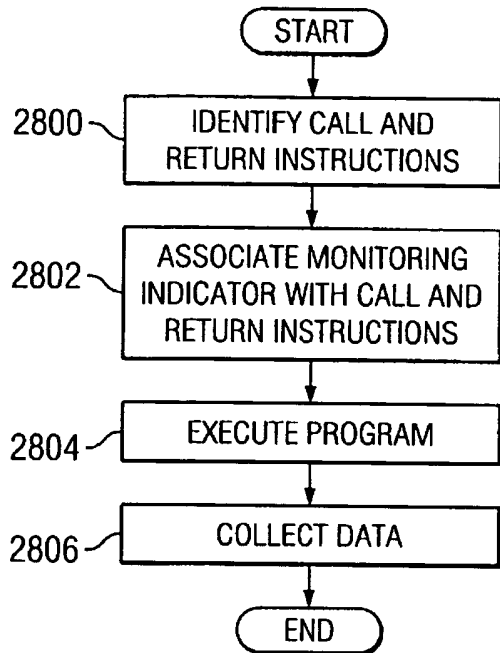 START
2800
IDENTIFY CALL AND
RETURN INSTRUCTIONS
2802
ASSOCIATE MONITORING
INDICATOR WITH CALL AND
RETURN INSTRUCTIONS
2804
EXECUTE PROGRAM
2806
COLLECT DATA
END